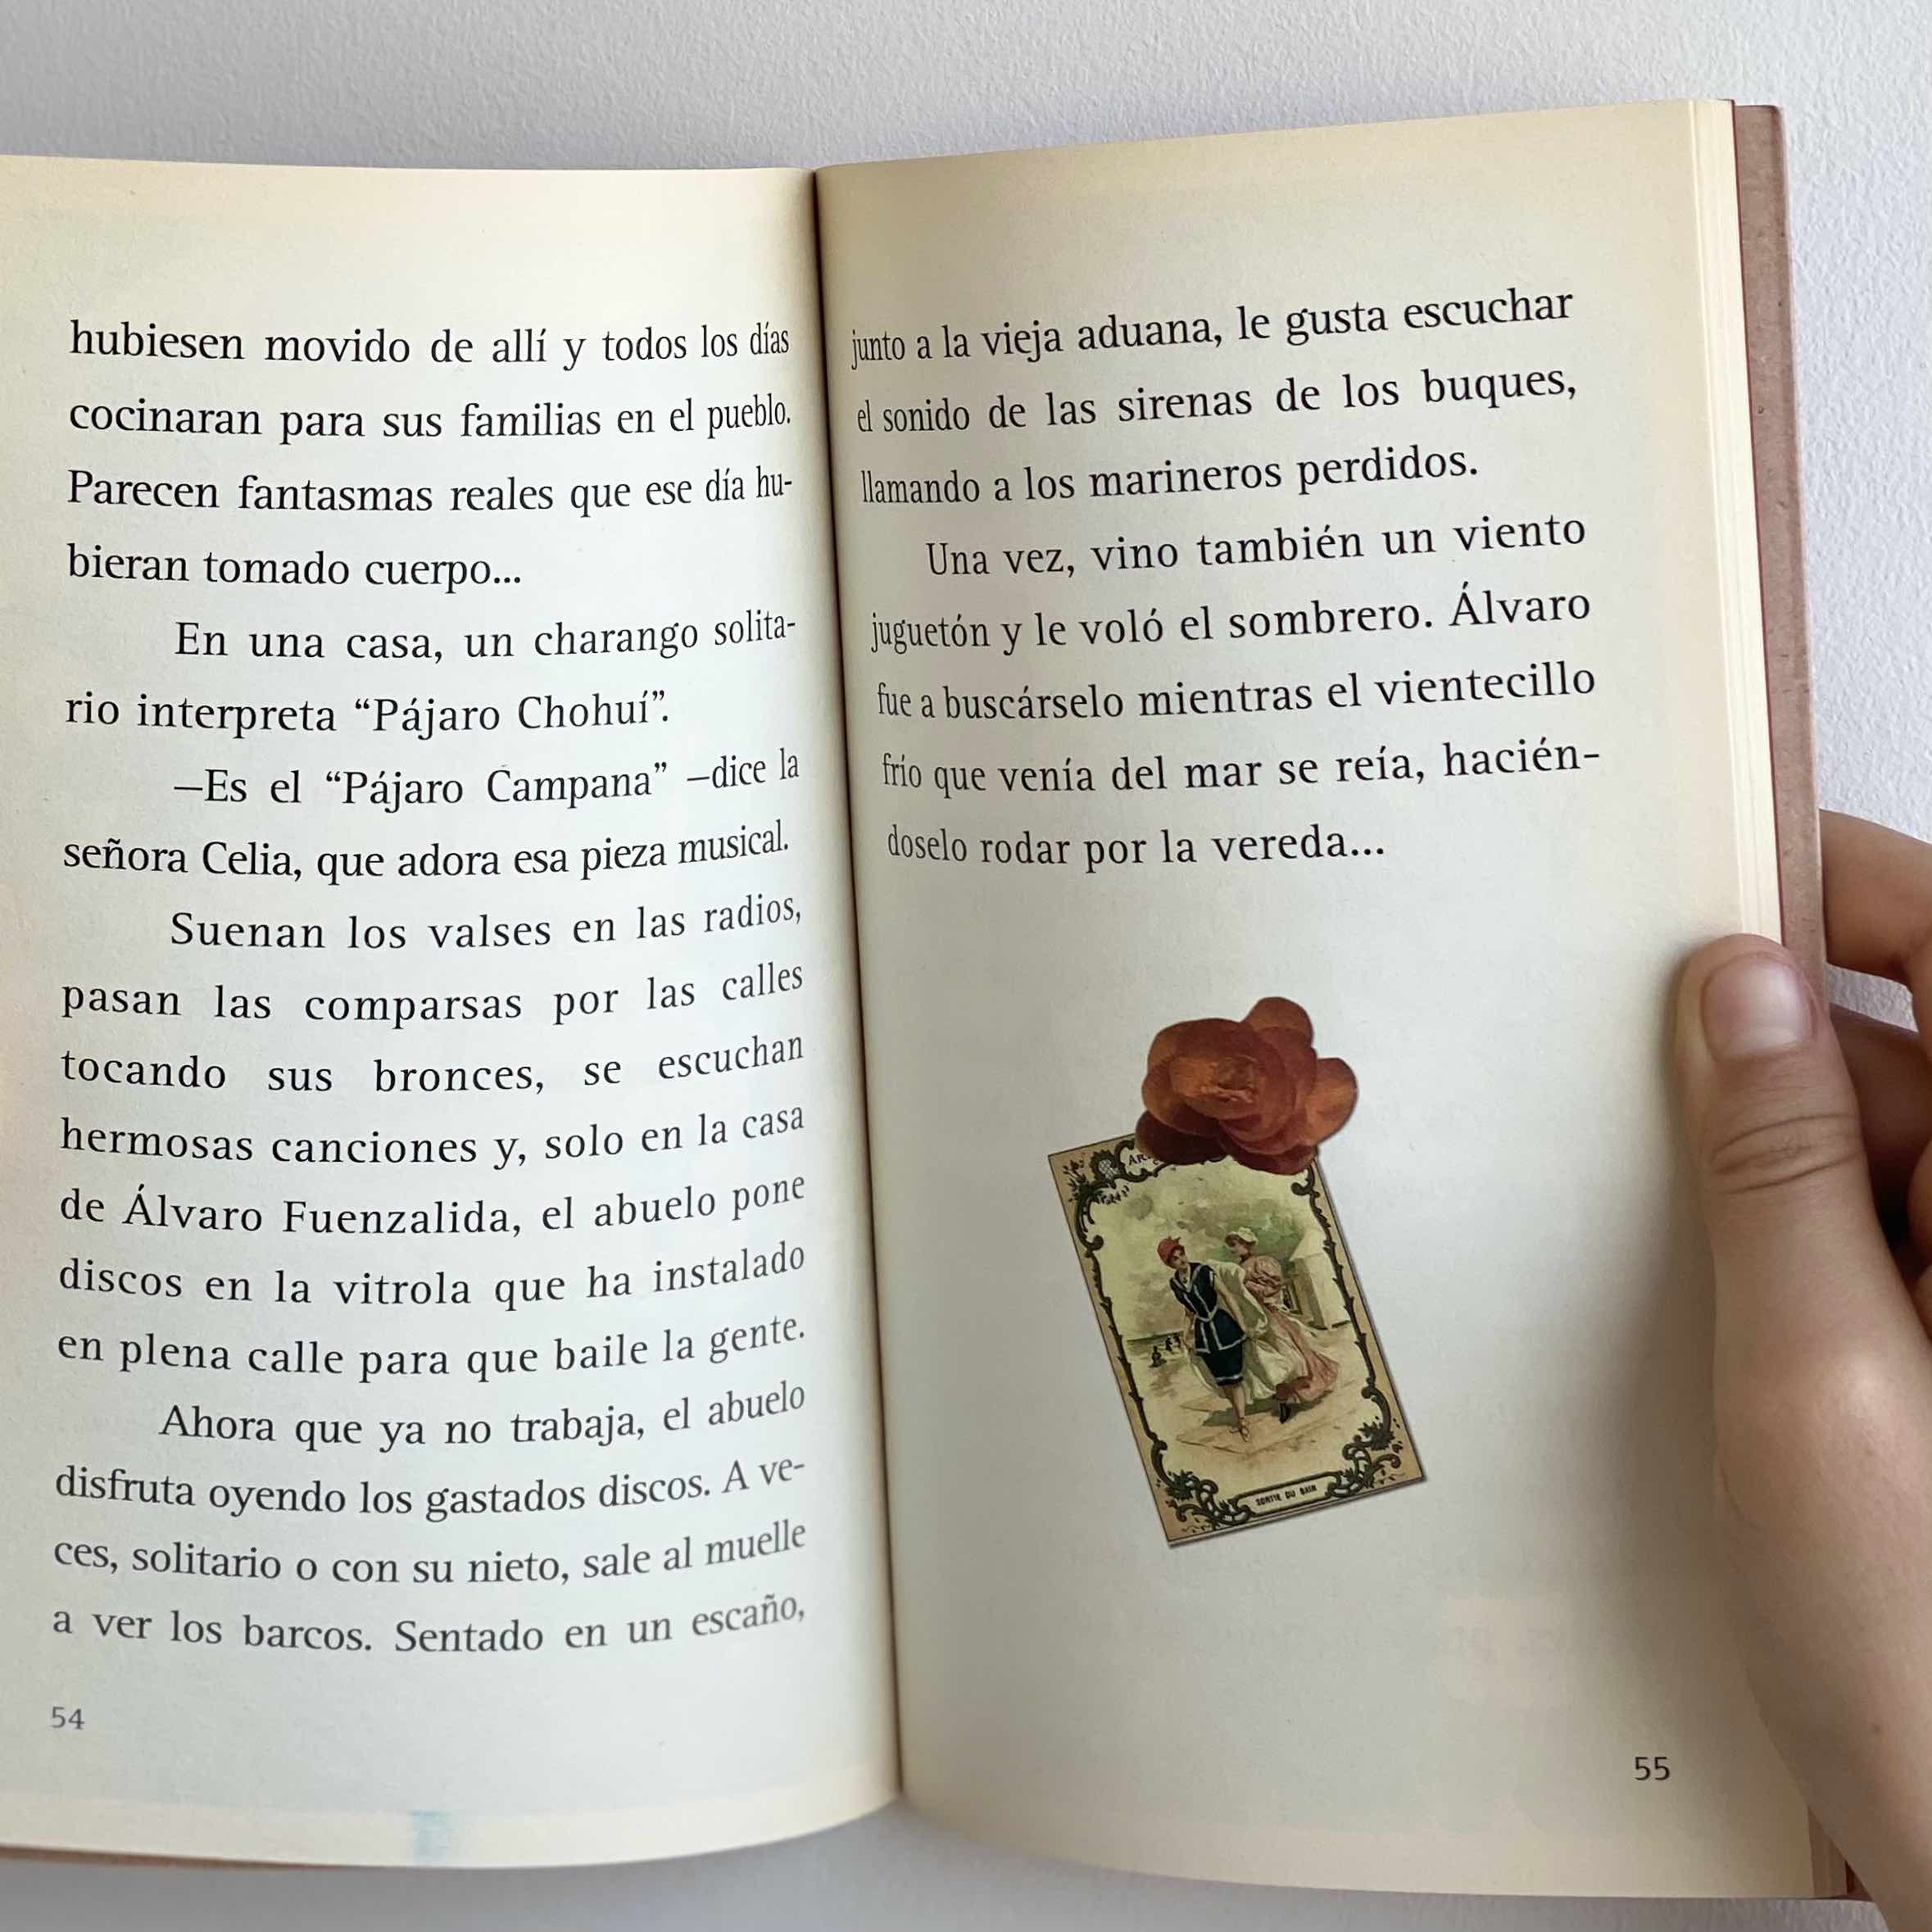 hubiesen movido de allí y todos los días
cocinaran para sus familias en el pueblo.
Parecen fantasmas reales que ese día hu-
bieran tomado cuerpo...
En una casa, un charango solita-
rio interpreta “Pájaro Chohuí”.
—Es el “Pájaro Campana” —dice la
señora Celia, que adora esa pieza musical.
Suenan los valses en las radios,
pasan las comparsas por las calles
tocando sus bronces, se escuchan
hermosas canciones y, solo en la casa
de Álvaro Fuenzalida, el abuelo pone
discos en la vitrola que ha instalado
en plena calle para que baile la gente.
Ahora que ya no trabaja, el abuelo
disfruta oyendo los gastados discos. A ve-
ces, solitario o con su nieto, sale al muelle
a ver los barcos. Sentado en un escaño,
54
junto a la vieja aduana, le gusta escuchar
el sonido de las sirenas de los buques,
llamando a los marineros perdidos.
Una vez, vino también un viento
juguetón y le voló el sombrero. Álvaro
fue a buscárselo mientras el vientecillo
frío que venía del mar se reía, hacién-
doselo rodar por la vereda...
SORTIE DU BAIN
55